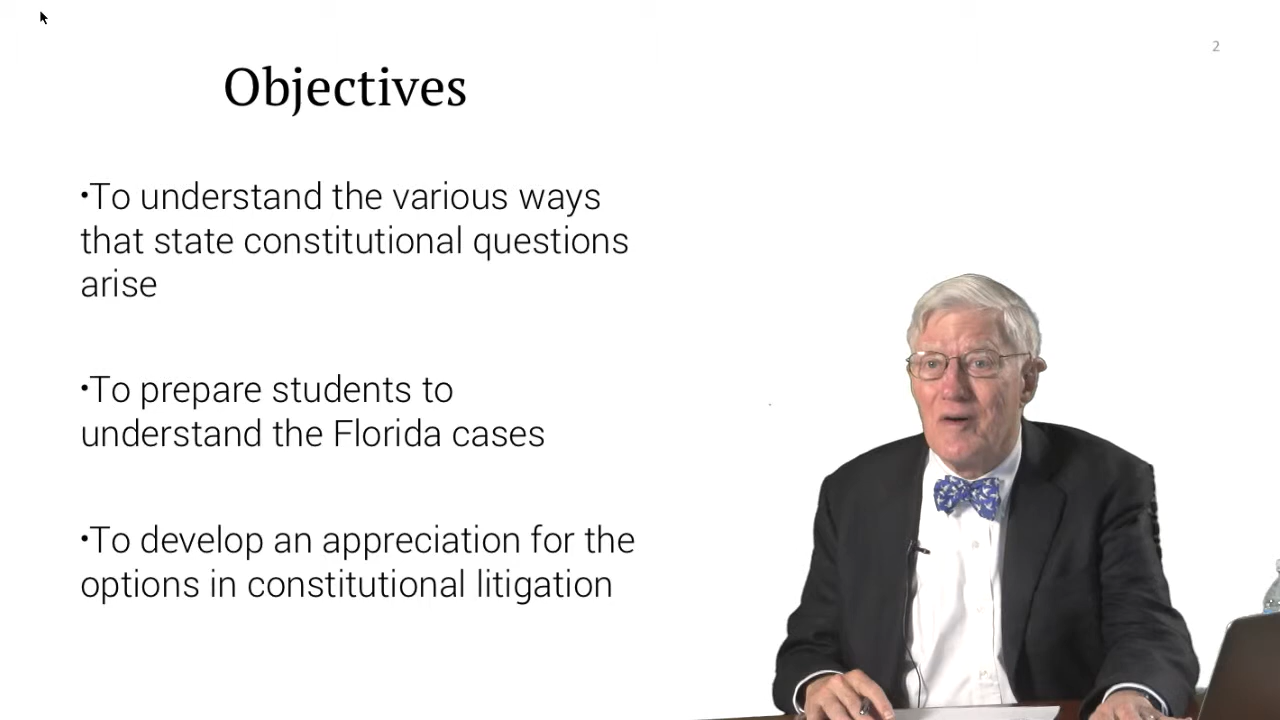 2
Objectives
•To understand the various ways
that state constitutional questions
arise
•To prepare students to
understand the Florida cases
•To develop an appreciation for the
options in constitutional litigation